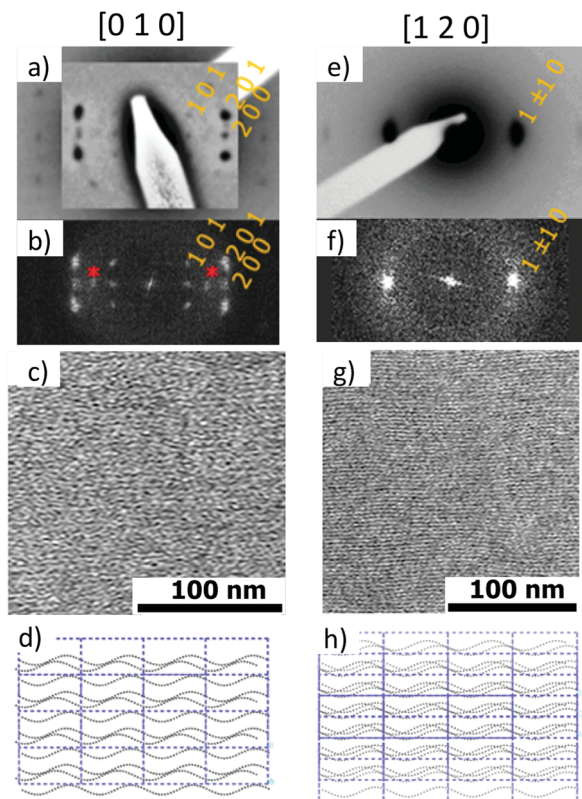 [0 1 0]
a)
1 0 1
2 0 1
2 0 0
b)
1 0 1
2 0 1
2 0 0
*
*
c)
100 nm
d)
[1 2 0]
e)
1 ±1 0
f)
1 ±1 0
g)
100 nm
h)